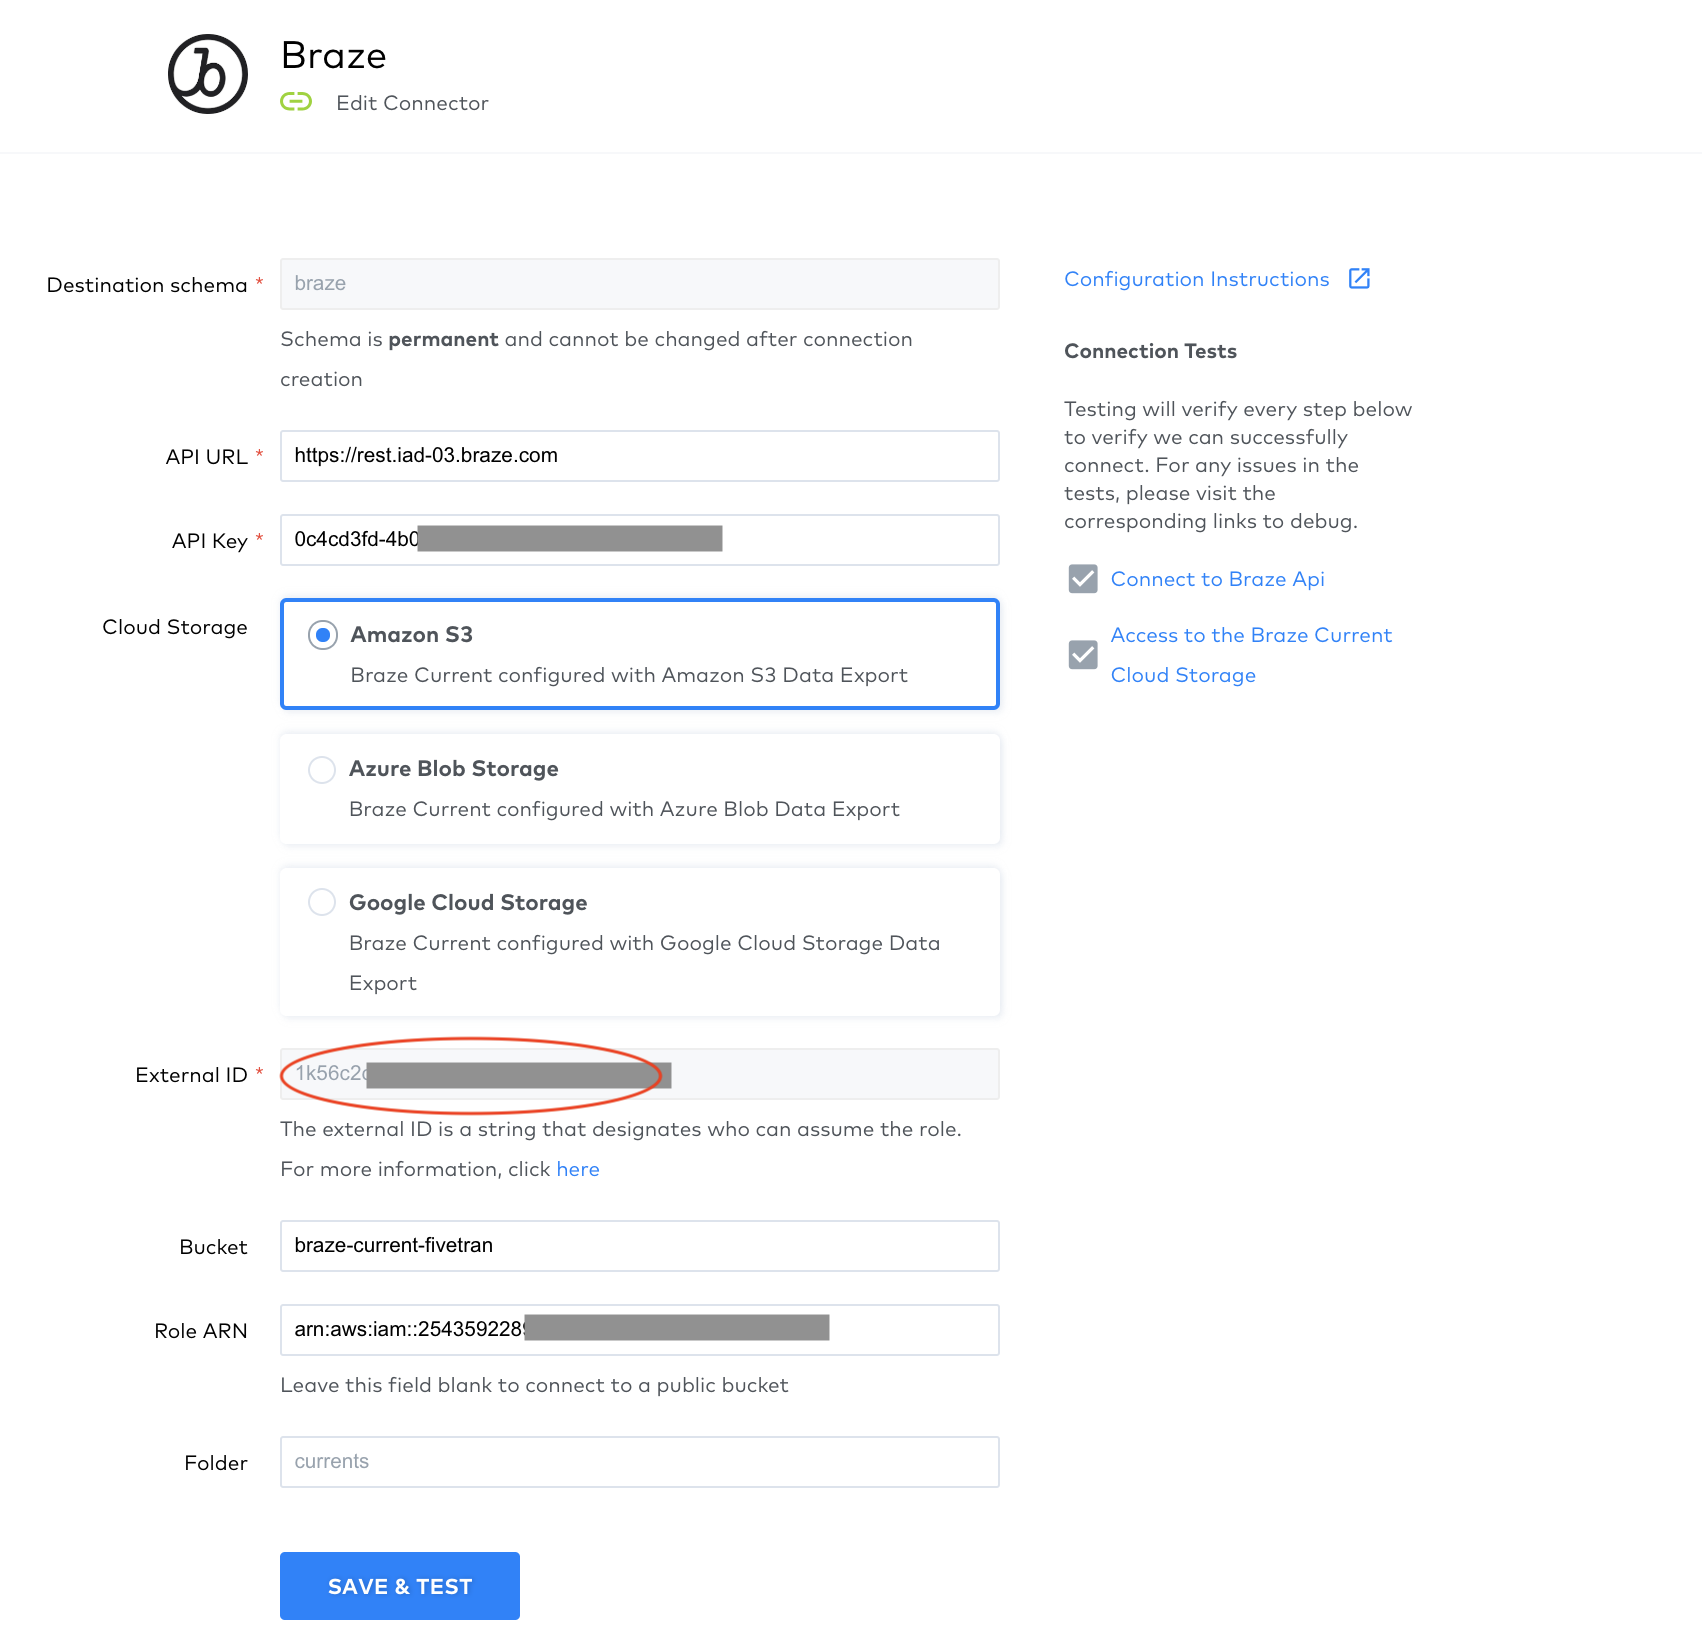 Braze
Edit Connector
Destination schema *
braze
Schema is permanent and cannot be changed after connection
creation
API URL *
https://rest.iad-03.braze.com
API Key *
0c4cd3fd-4b0
Cloud Storage
Amazon S3
Braze Current configured with Amazon S3 Data Export
Azure Blob Storage
Braze Current configured with Azure Blob Data Export
Google Cloud Storage
Braze Current configured with Google Cloud Storage Data
Export
External ID *
1k56c2
The external ID is a string that designates who can assume the role.
For more information, click here
Bucket
braze-current-fivetran
Role ARN
arn:aws:iam::254359228
Leave this field blank to connect to a public bucket
Folder
currents
SAVE & TEST
Configuration Instructions
Connection Tests
Testing will verify every step below
to verify we can successfully
connect. For any issues in the
tests, please visit the
corresponding links to debug.
Connect to Braze Api
Access to the Braze Current
Cloud Storage